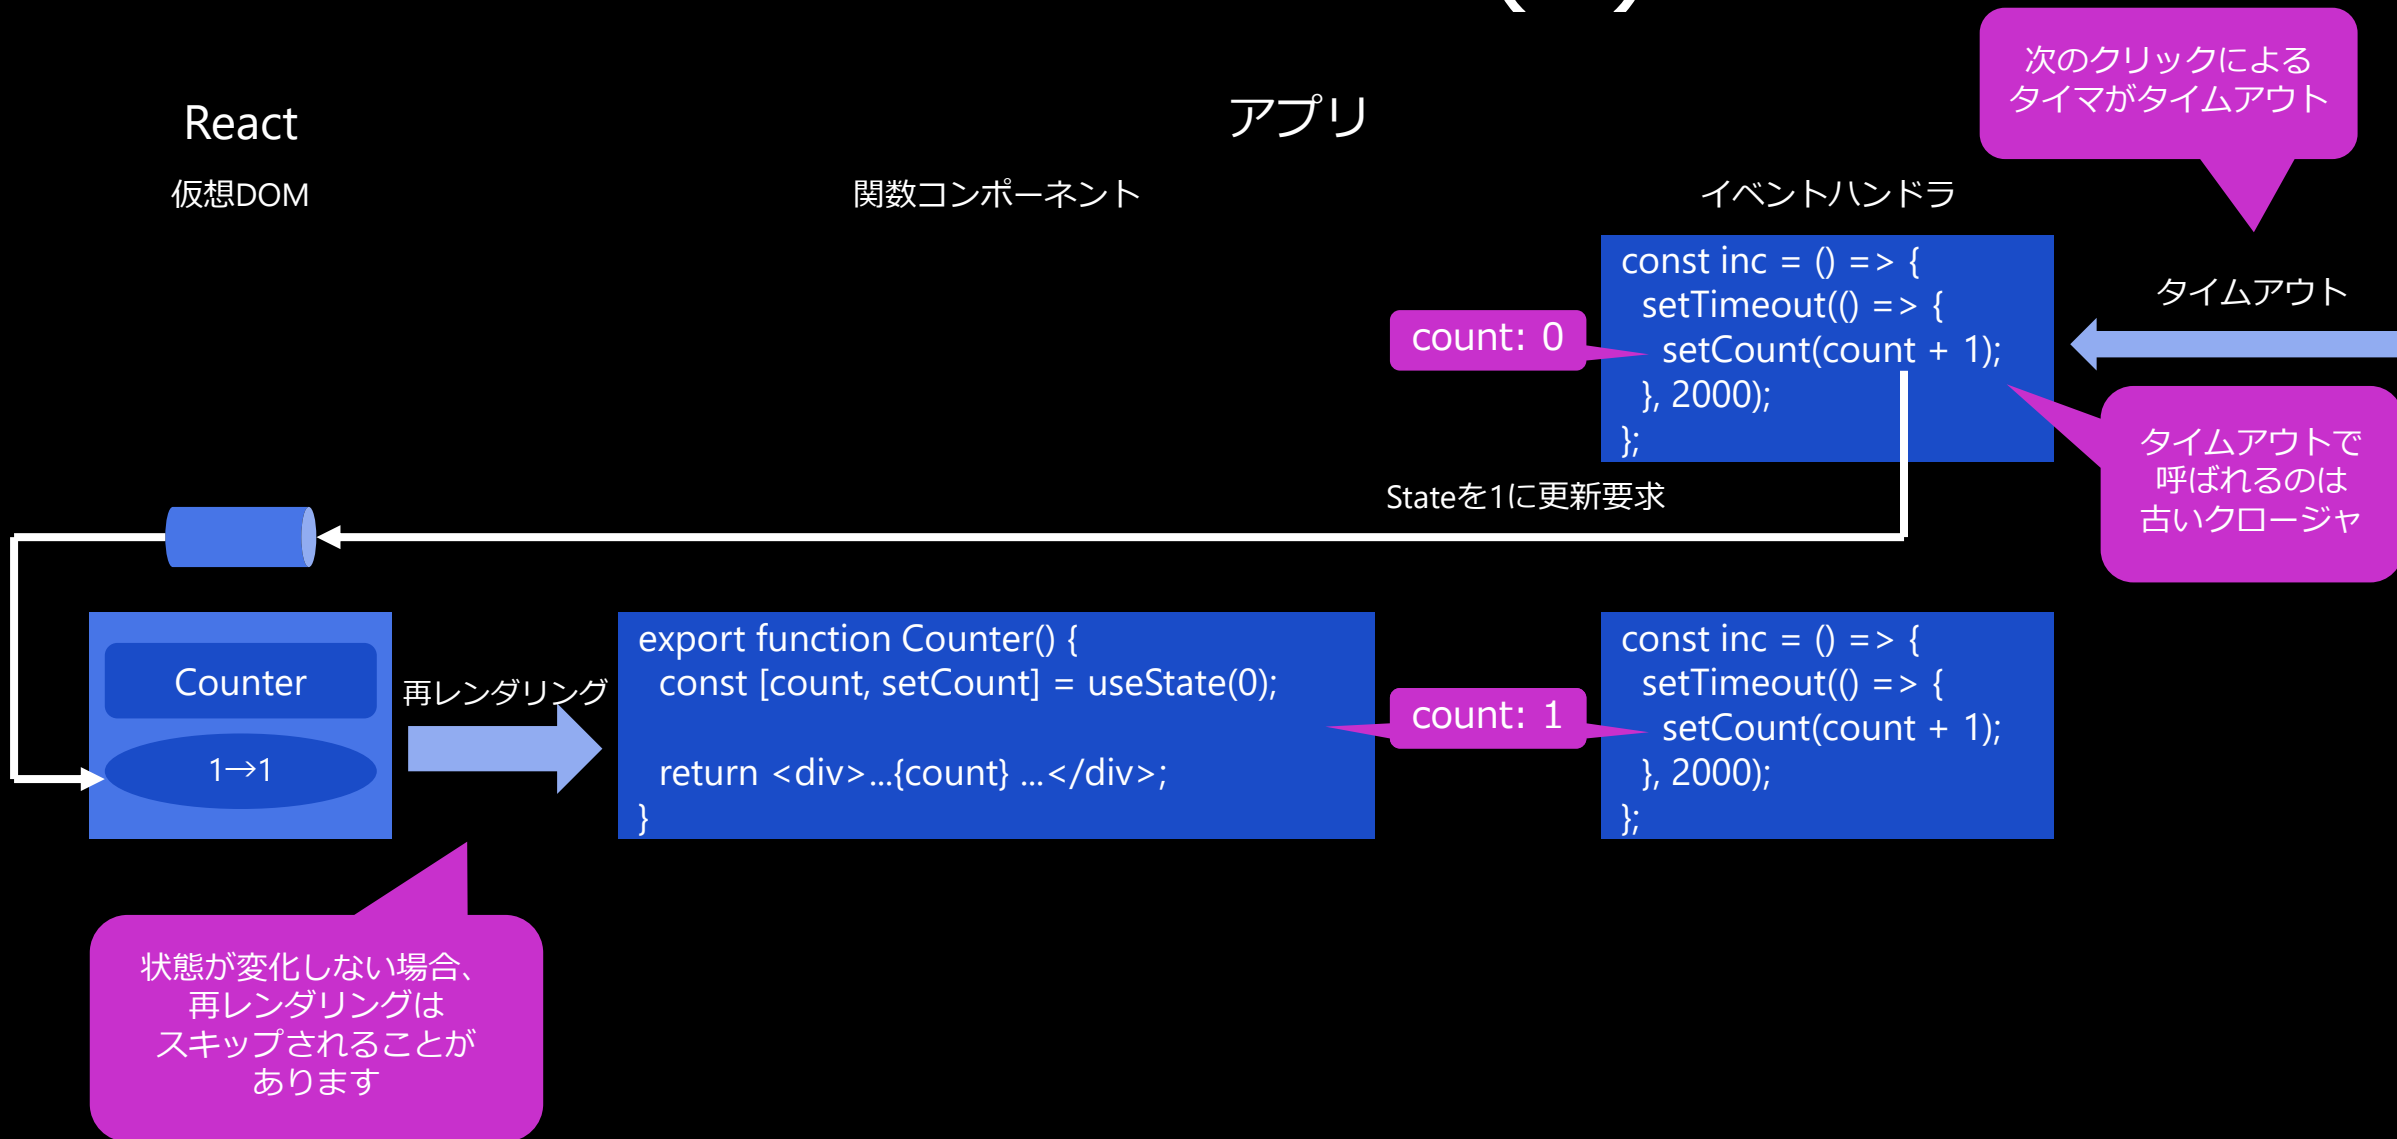 次のクリックによる
タイマがタイムアウト
React
アプリ
仮想DOM
関数コンポーネント
イベントハンドラ
const inc = () => {
setTimeout(() => {
setCount(count + 1);
}, 2000);
};
count: 0
タイムアウト
タイムアウトで
呼ばれるのは
古いクロージャ
Stateを1に更新要求
Counter
1→1
再レンダリング
export function Counter() {
const [count, setCount] = useState(0);
return <div>...{count} ...</div>;
}
count: 1
const inc = () => {
setTimeout(() => {
setCount(count + 1);
}, 2000);
};
状態が変化しない場合、
再レンダリングは
スキップされることが
あります